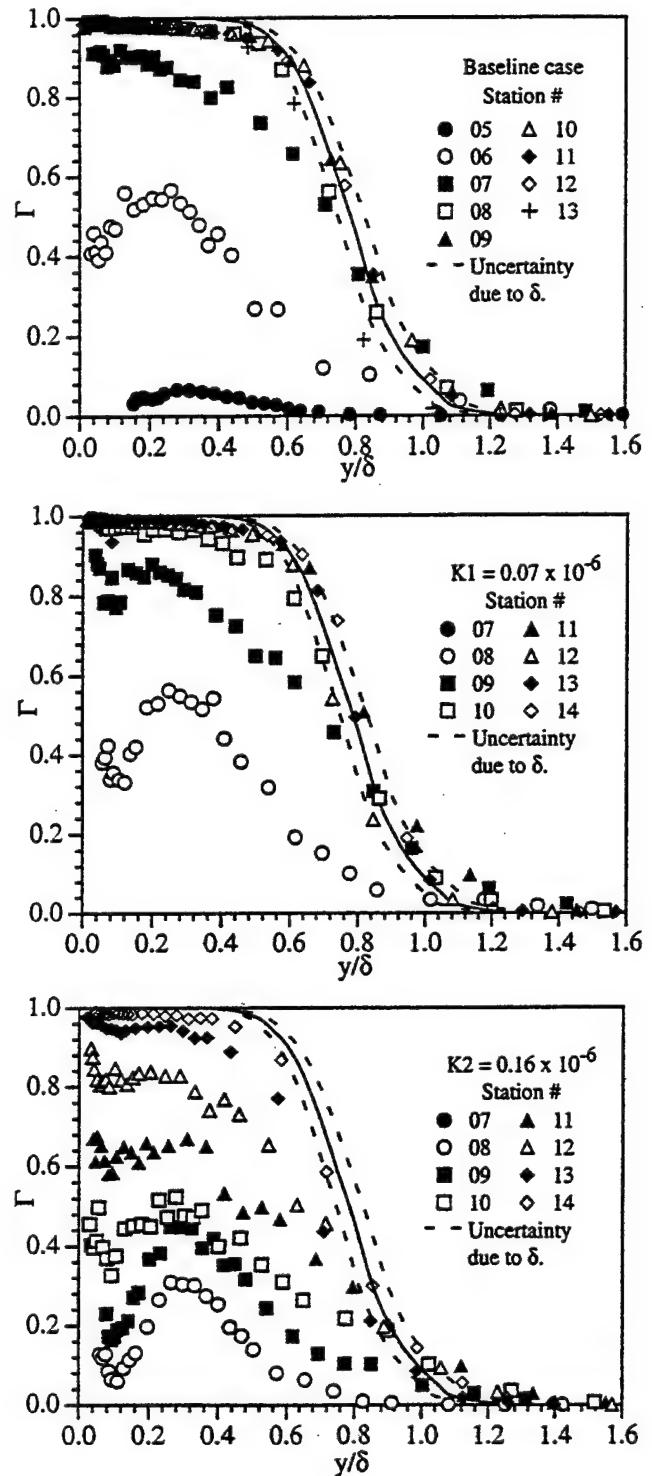 1.0
0.8
0.6
0.4
0.2
0.0
Γ
Baseline case
Station #
05 10
06 11
07 12
08 13
09
Uncertainty
due to δ.
0.0 0.2 0.4 0.6 0.8 1.0 1.2 1.4 1.6
y/δ
1.0
0.8
0.6
0.4
0.2
0.0
Γ
K1 = 0.07 x 10⁻⁶
Station #
07 11
08 12
09 13
10 14
Uncertainty
due to δ.
0.0 0.2 0.4 0.6 0.8 1.0 1.2 1.4 1.6
y/δ
1.0
0.8
0.6
0.4
0.2
0.0
Γ
K2 = 0.16 x 10⁻⁶
Station #
07 11
08 12
09 13
10 14
Uncertainty
due to δ.
0.0 0.2 0.4 0.6 0.8 1.0 1.2 1.4 1.6
y/δ